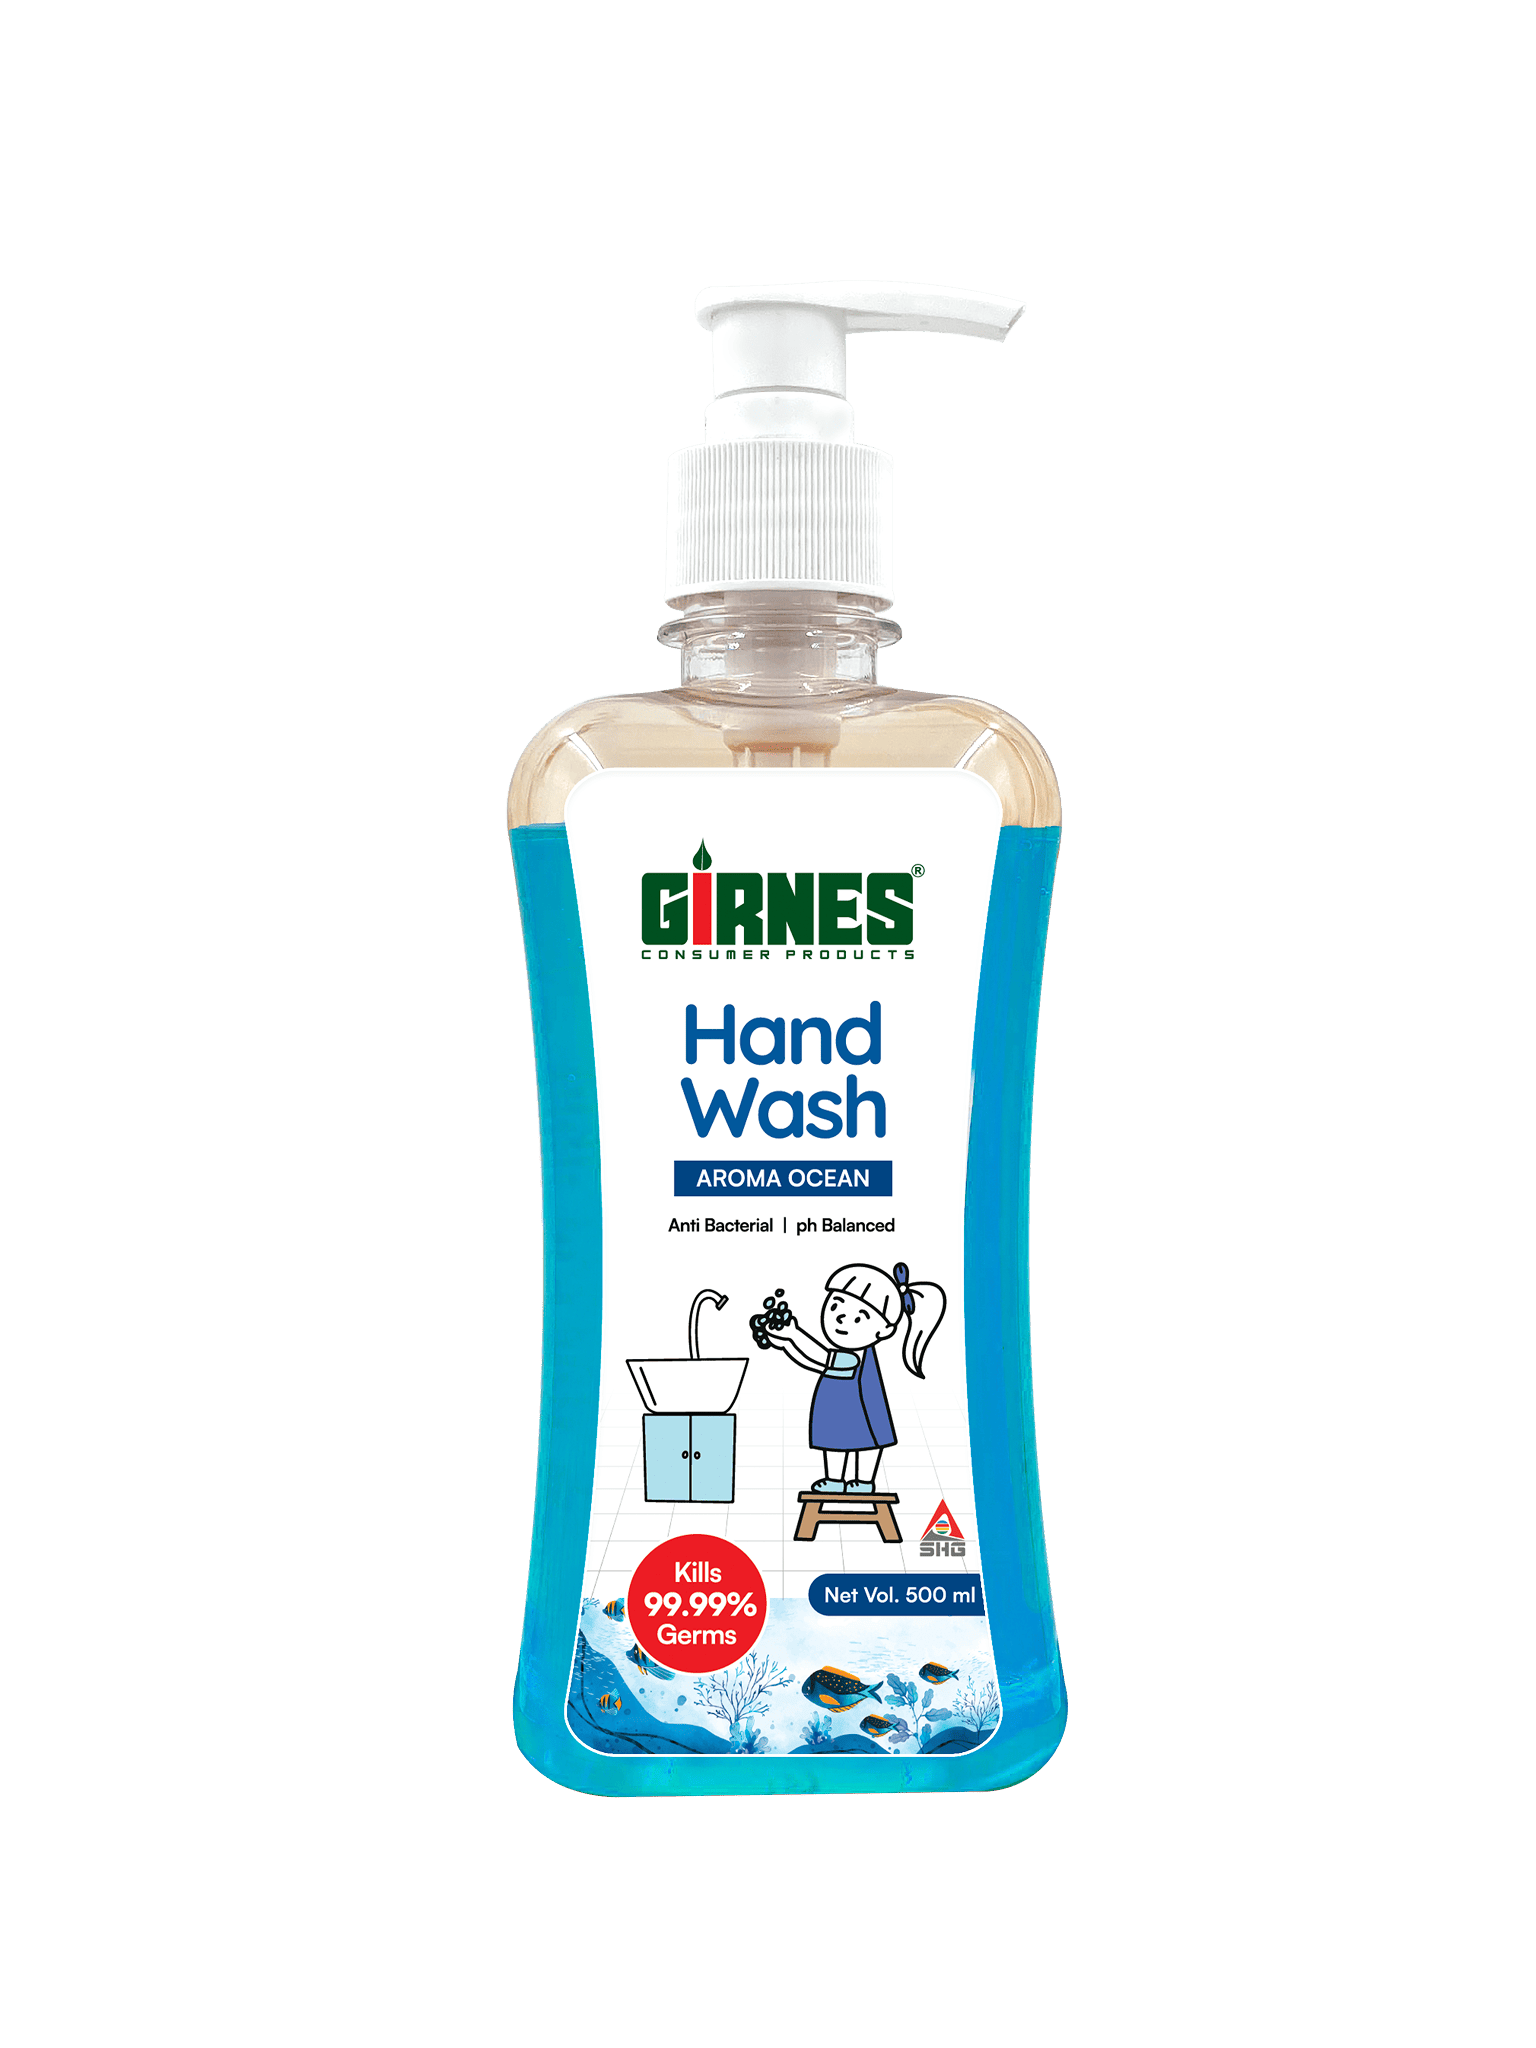 GIRNES®
CONSUMER PRODUCTS
Hand
Wash
AROMA OCEAN
Anti Bacterial | ph Balanced
SHG
Kills
99.99%
Germs
Net Vol. 500 ml